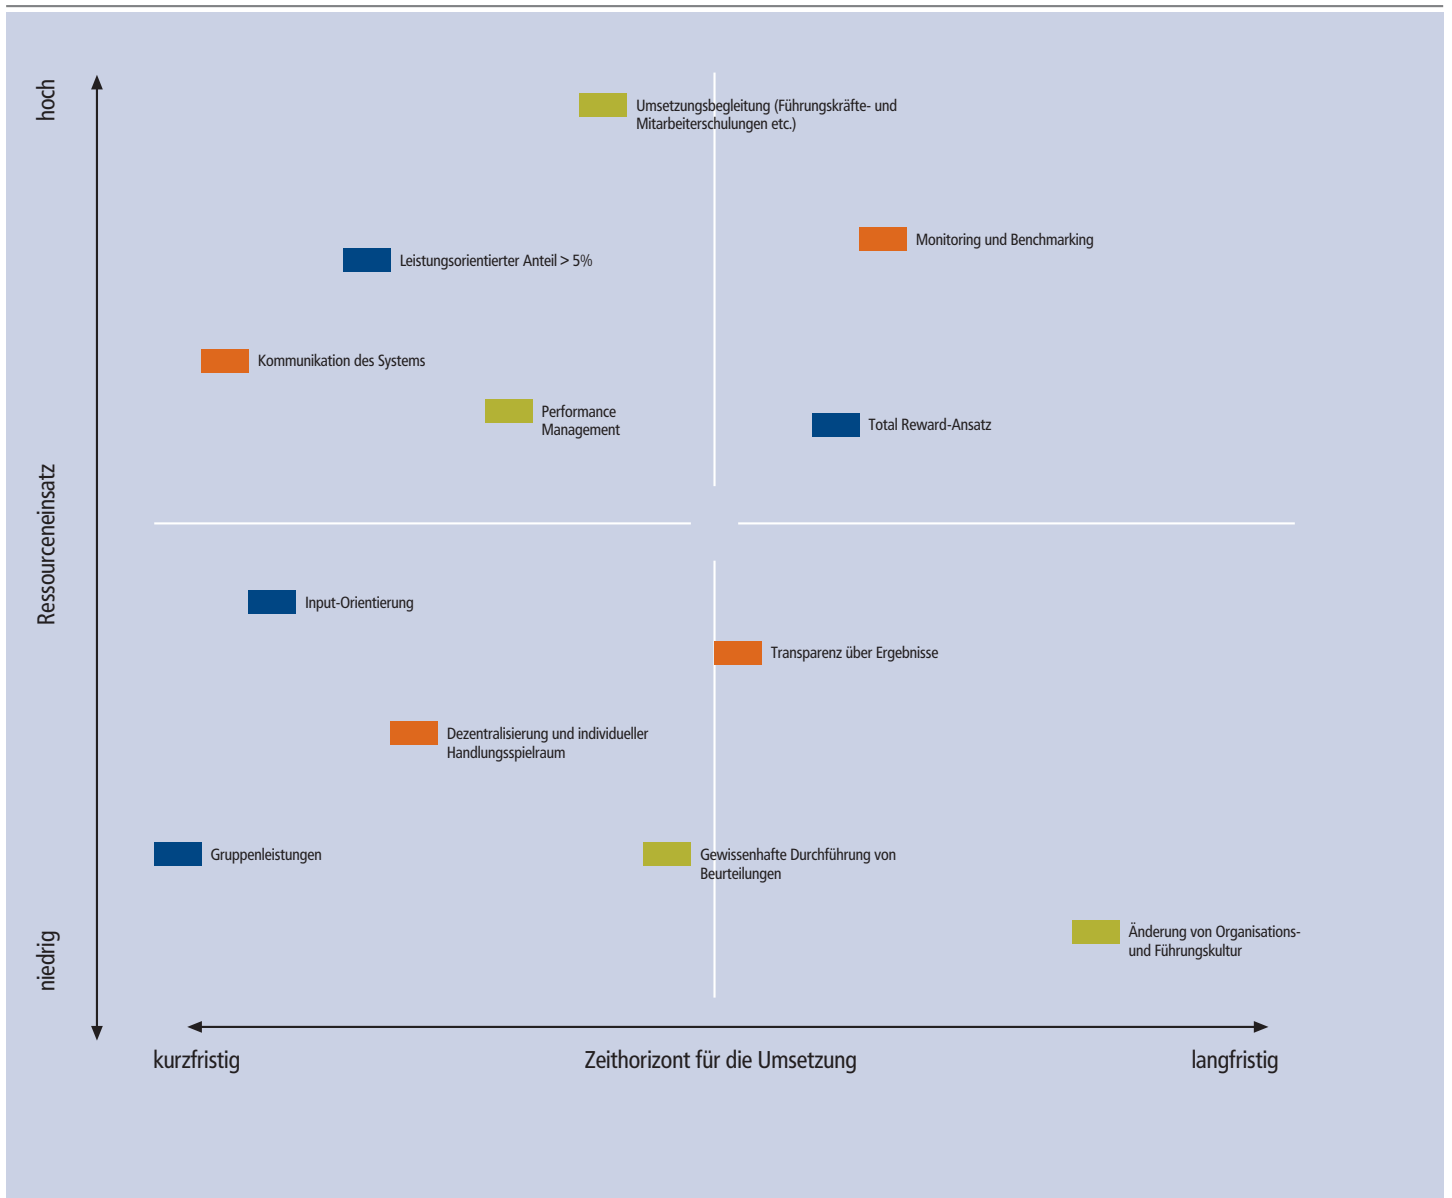 hoch
Umsetzungsbegleitung (Führungskräfte- und
Mitarbeiterschulungen etc.)
Monitoring und Benchmarking
Leistungsorientierter Anteil > 5%
Kommunikation des Systems
Performance
Management
Total Reward-Ansatz
Ressourceneinsatz
Input-Orientierung
Transparenz über Ergebnisse
Dezentralisierung und individueller
Handlungsspielraum
Gruppenleistungen
Gewissenhafte Durchführung von
Beurteilungen
Änderung von Organisations-
und Führungskultur
niedrig
kurzfristig
Zeithorizont für die Umsetzung
langfristig